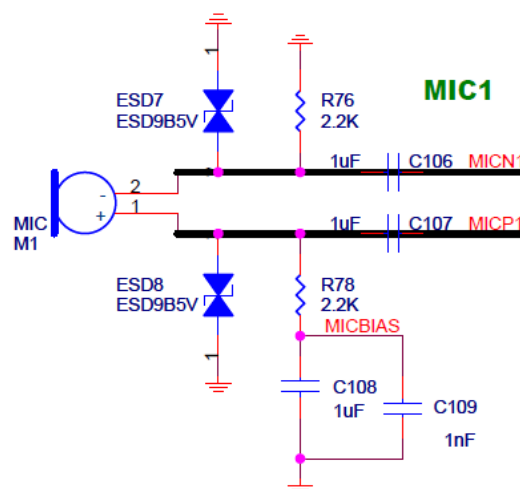 1
ESD7
ESD9B5V
R76
2.2K
MIC1
1uF
C106
MICN1
2
-
+
1
MIC
M1
1uF
C107
MICP1
ESD8
ESD9B5V
R78
2.2K
MICBIAS
1
C108
1uF
C109
1nF